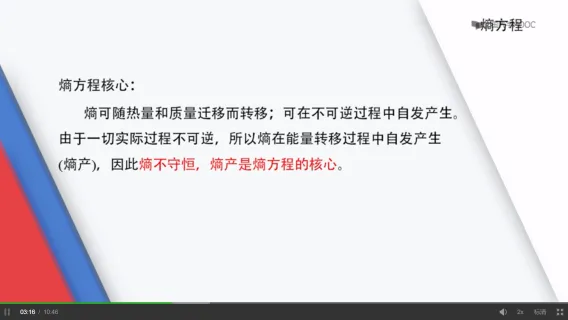 熵方程
熵方程核心：
熵可随热量和质量迁移而转移；可在不可逆过程中自发产生。
由于一切实际过程不可逆，所以熵在能量转移过程中自发产生
(熵产)，因此熵不守恒，熵产是熵方程的核心。
03:16 / 10:46
2x
标清